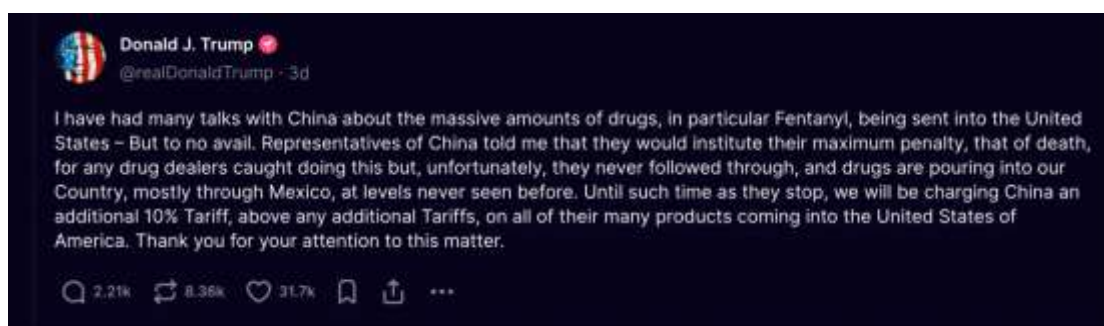 Donald J. Trump
@realDonaldTrump · 3d
I have had many talks with China about the massive amounts of drugs, in particular Fentanyl, being sent into the United
States – But to no avail. Representatives of China told me that they would institute their maximum penalty, that of death,
for any drug dealers caught doing this but, unfortunately, they never followed through, and drugs are pouring into our
Country, mostly through Mexico, at levels never seen before. Until such time as they stop, we will be charging China an
additional 10% Tariff, above any additional Tariffs, on all of their many products coming into the United States of
America. Thank you for your attention to this matter.
2.21k 8.36k 31.7k